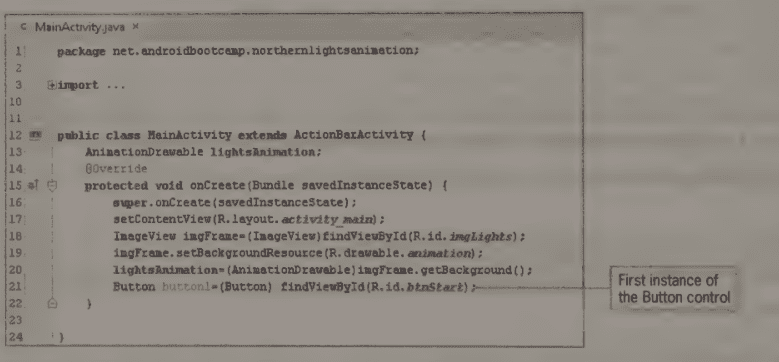 MainActivity.java ×
1 package net.androidbootcamp.northernlightsanimation;
2
3 import ...
10
11
12 public class MainActivity extends ActionBarActivity {
13 AnimationDrawable lightsAnimation;
14 @Override
15 protected void onCreate(Bundle savedInstanceState) {
16 super.onCreate(savedInstanceState);
17 setContentView(R.layout.activity_main);
18 ImageView imgFrame=(ImageView)findViewById(R.id.imgLights);
19 imgFrame.setBackgroundResource(R.drawable.animation);
20 lightsAnimation=(AnimationDrawable)imgFrame.getBackground();
21 Button button1=(Button) findViewById(R.id.btnStart);
22 }
23
24 }
First instance of
the Button control